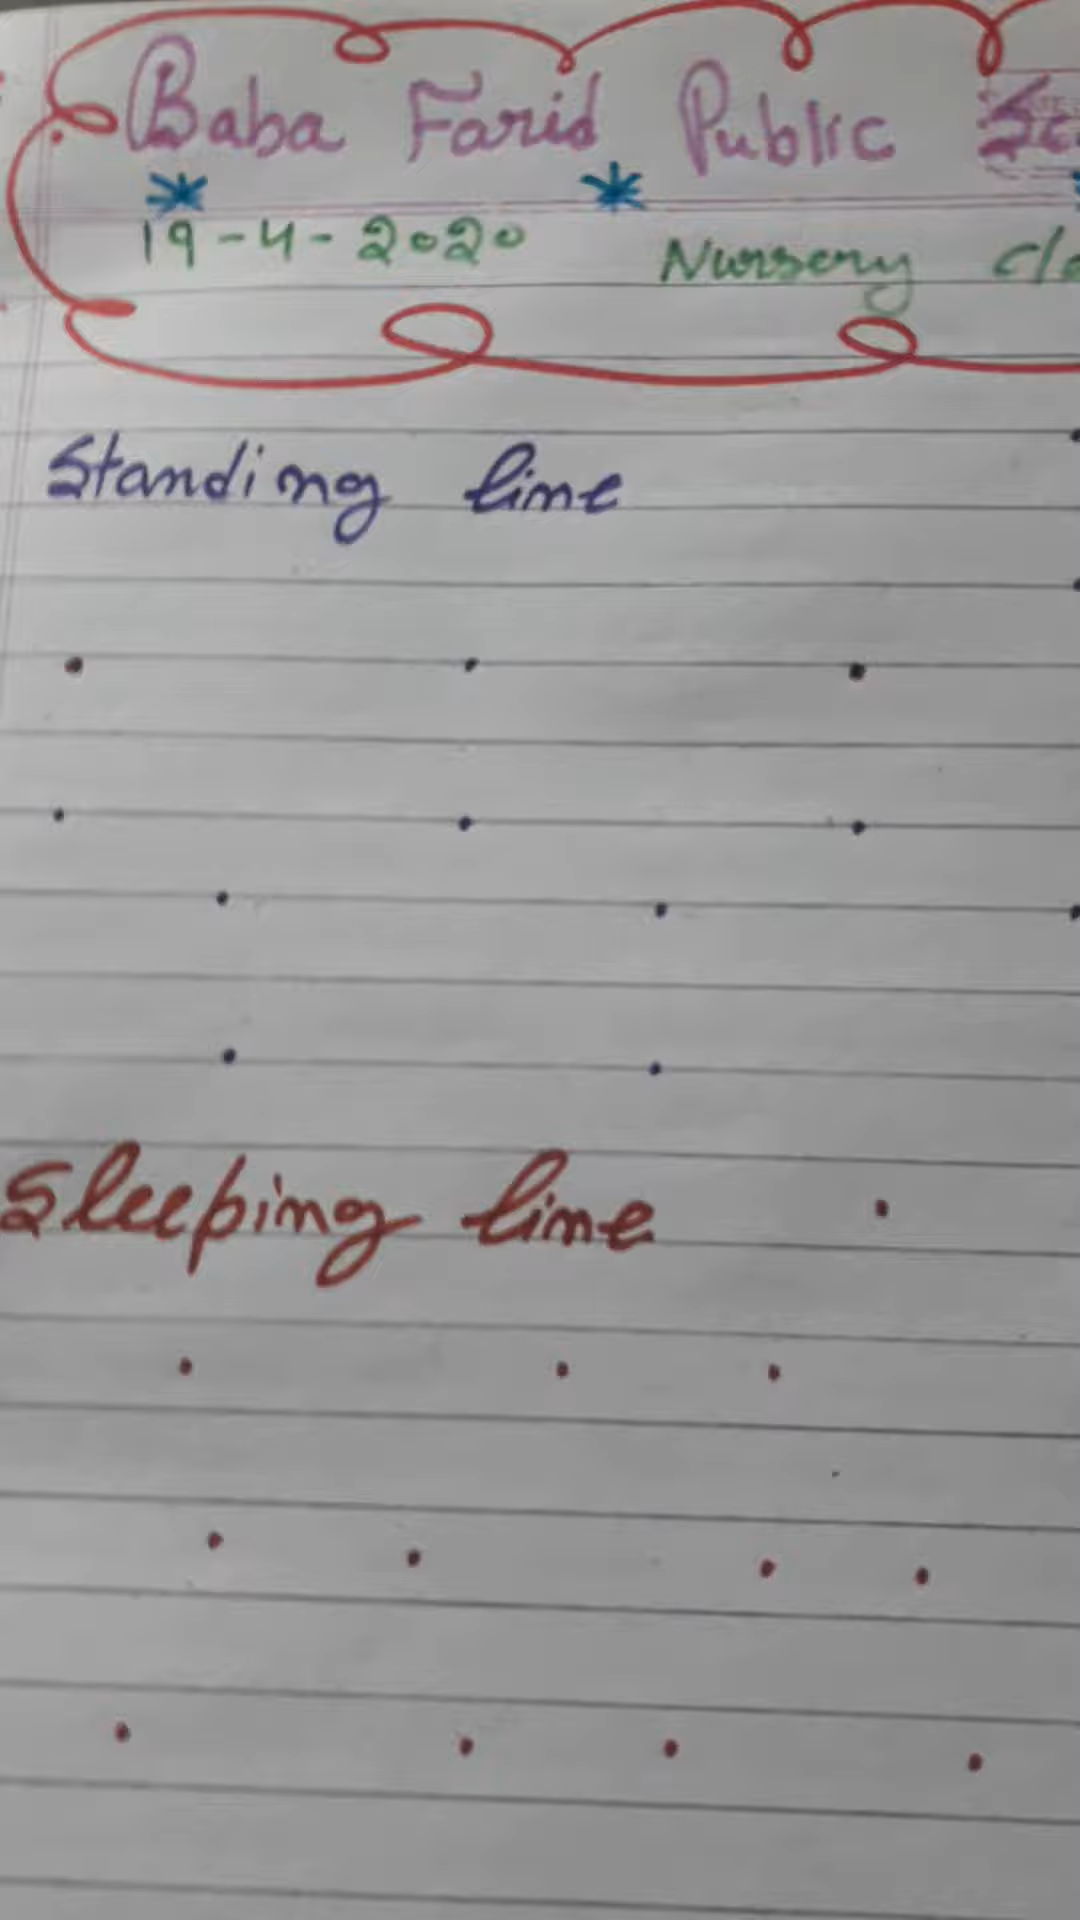 Baba Farid Public
19-4-2020 Nursery
Standing line
Sleeping line